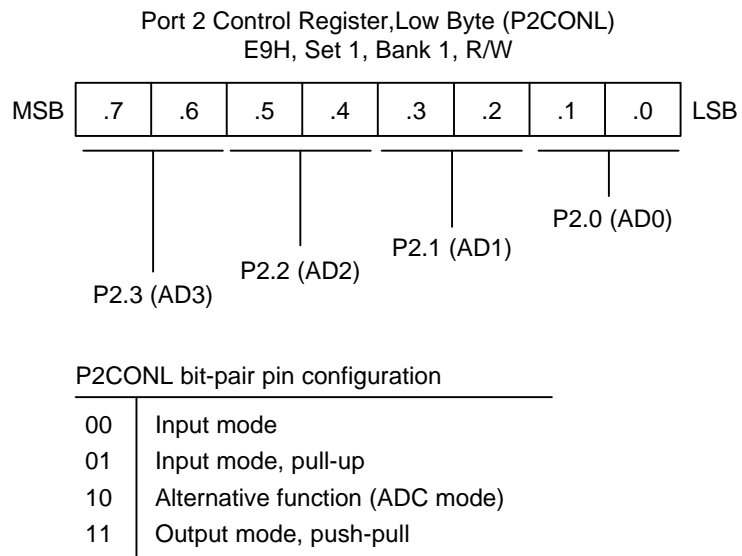 Port 2 Control Register,Low Byte (P2CONL)
E9H, Set 1, Bank 1, R/W
MSB .7 .6 .5 .4 .3 .2 .1 .0 LSB
P2.3 (AD3) P2.2 (AD2) P2.1 (AD1) P2.0 (AD0)
P2CONL bit-pair pin configuration
00 Input mode
01 Input mode, pull-up
10 Alternative function (ADC mode)
11 Output mode, push-pull